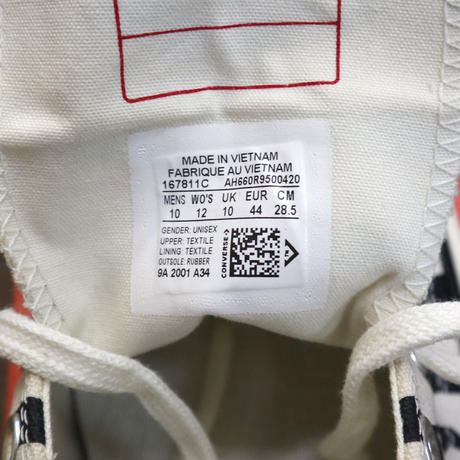 MADE IN VIETNAM
FABRIQUE AU VIETNAM
167811C AH660R9500420
MENS WO'S UK EUR CM
10 12 10 44 28.5
GENDER: UNISEX
UPPER: TEXTILE
LINING: TEXTILE
OUTSOLE: RUBBER
9A 2001 A34
CONVERSE